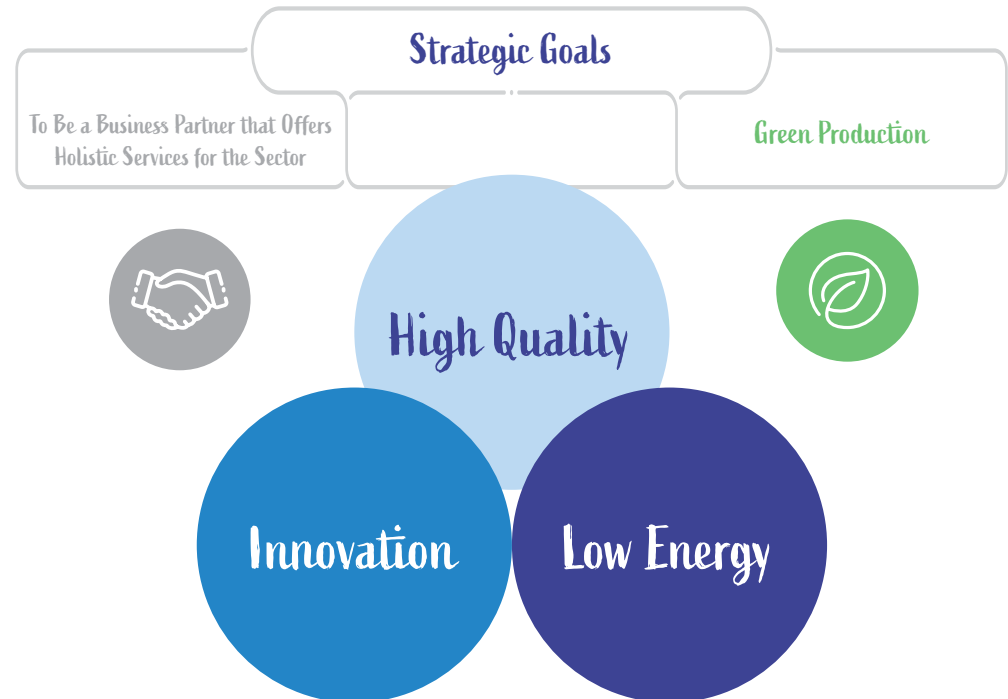 Strategic Goals
To Be a Business Partner that Offers
Holistic Services for the Sector
Green Production
High Quality
Innovation
Low Energy